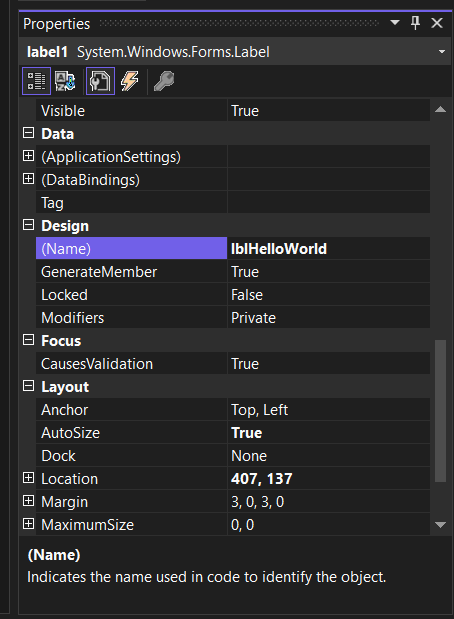 Properties
label1 System.Windows.Forms.Label
Visible True
Data
(ApplicationSettings)
(DataBindings)
Tag
Design
(Name) lblHelloWorld
GenerateMember True
Locked False
Modifiers Private
Focus
CausesValidation True
Layout
Anchor Top, Left
AutoSize True
Dock None
Location 407, 137
Margin 3, 0, 3, 0
MaximumSize 0, 0
(Name)
Indicates the name used in code to identify the object.